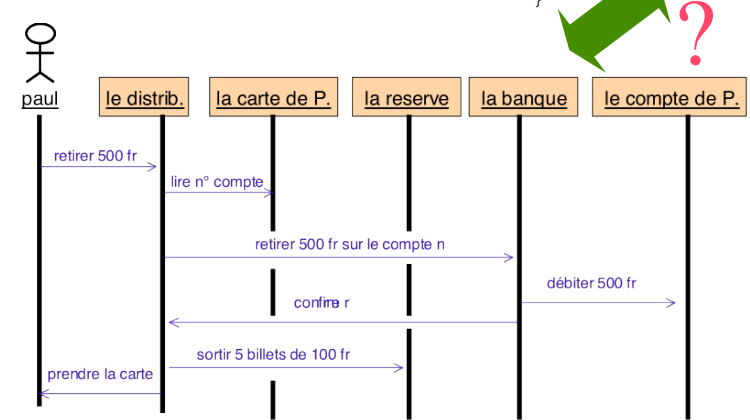 }
?
paul
le distrib.
la carte de P.
la reserve
la banque
le compte de P.
retirer 500 fr
lire n° compte
retirer 500 fr sur le compte n
débiter 500 fr
confirmer
sortir 5 billets de 100 fr
prendre la carte